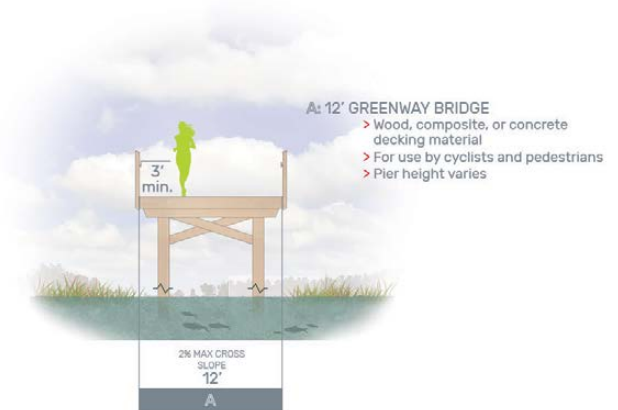 A: 12' GREENWAY BRIDGE
> Wood, composite, or concrete
decking material
> For use by cyclists and pedestrians
> Pier height varies
3'
min.
2% MAX CROSS
SLOPE
12'
A